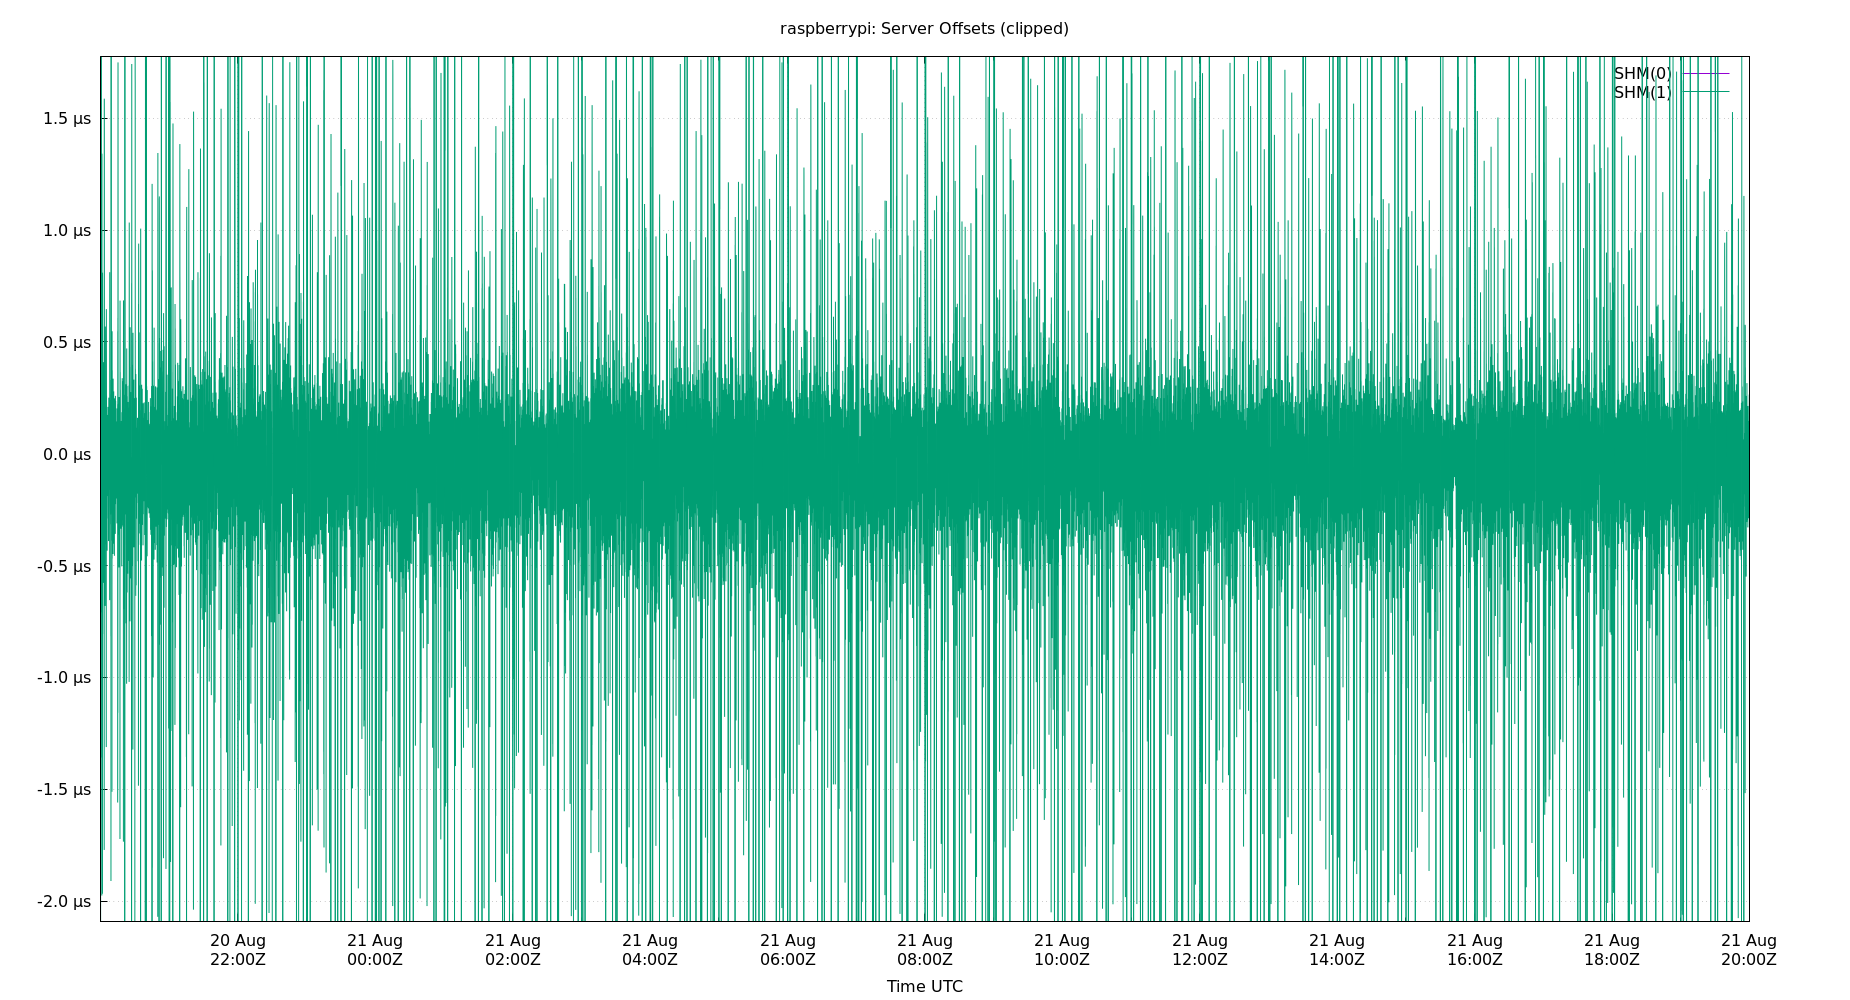 raspberrypi: Server Offsets (clipped)
SHM(0)
SHM(1)
1.5 µs
1.0 µs
0.5 µs
0.0 µs
-0.5 µs
-1.0 µs
-1.5 µs
-2.0 µs
20 Aug 21 Aug 21 Aug 21 Aug 21 Aug 21 Aug 21 Aug 21 Aug 21 Aug 21 Aug 21 Aug 21 Aug
22:00Z 00:00Z 02:00Z 04:00Z 06:00Z 08:00Z 10:00Z 12:00Z 14:00Z 16:00Z 18:00Z 20:00Z
Time UTC